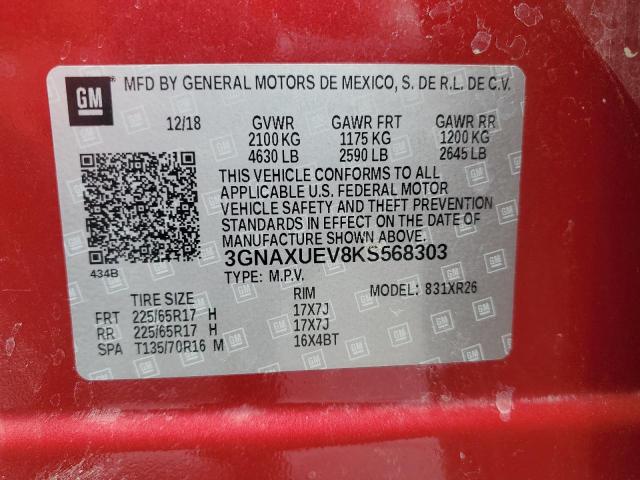 GM
MFD BY GENERAL MOTORS DE MEXICO, S. DE R.L. DE C.V.
12/18 GVWR GAWR FRT GAWR RR
2100 KG 1175 KG 1200 KG
4630 LB 2590 LB 2645 LB
THIS VEHICLE CONFORMS TO ALL
APPLICABLE U.S. FEDERAL MOTOR
VEHICLE SAFETY AND THEFT PREVENTION
STANDARDS IN EFFECT ON THE DATE OF
MANUFACTURE SHOWN ABOVE.
434B 3GNAXUEV8KS568303
TYPE: M.P.V.
TIRE SIZE RIM MODEL: 831XR26
FRT 225/65R17 H 17X7J
RR 225/65R17 H 17X7J
SPA T135/70R16 M 16X4BT